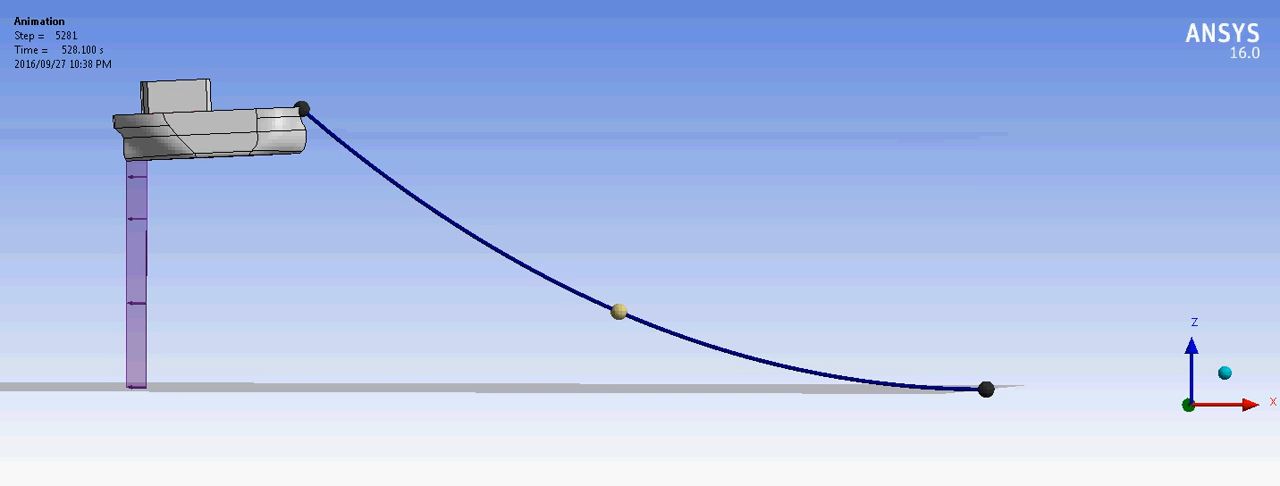 Animation
Step = 5281
Time = 528.100 s
2016/09/27 10:38 PM
ANSYS
16.0
Z
X